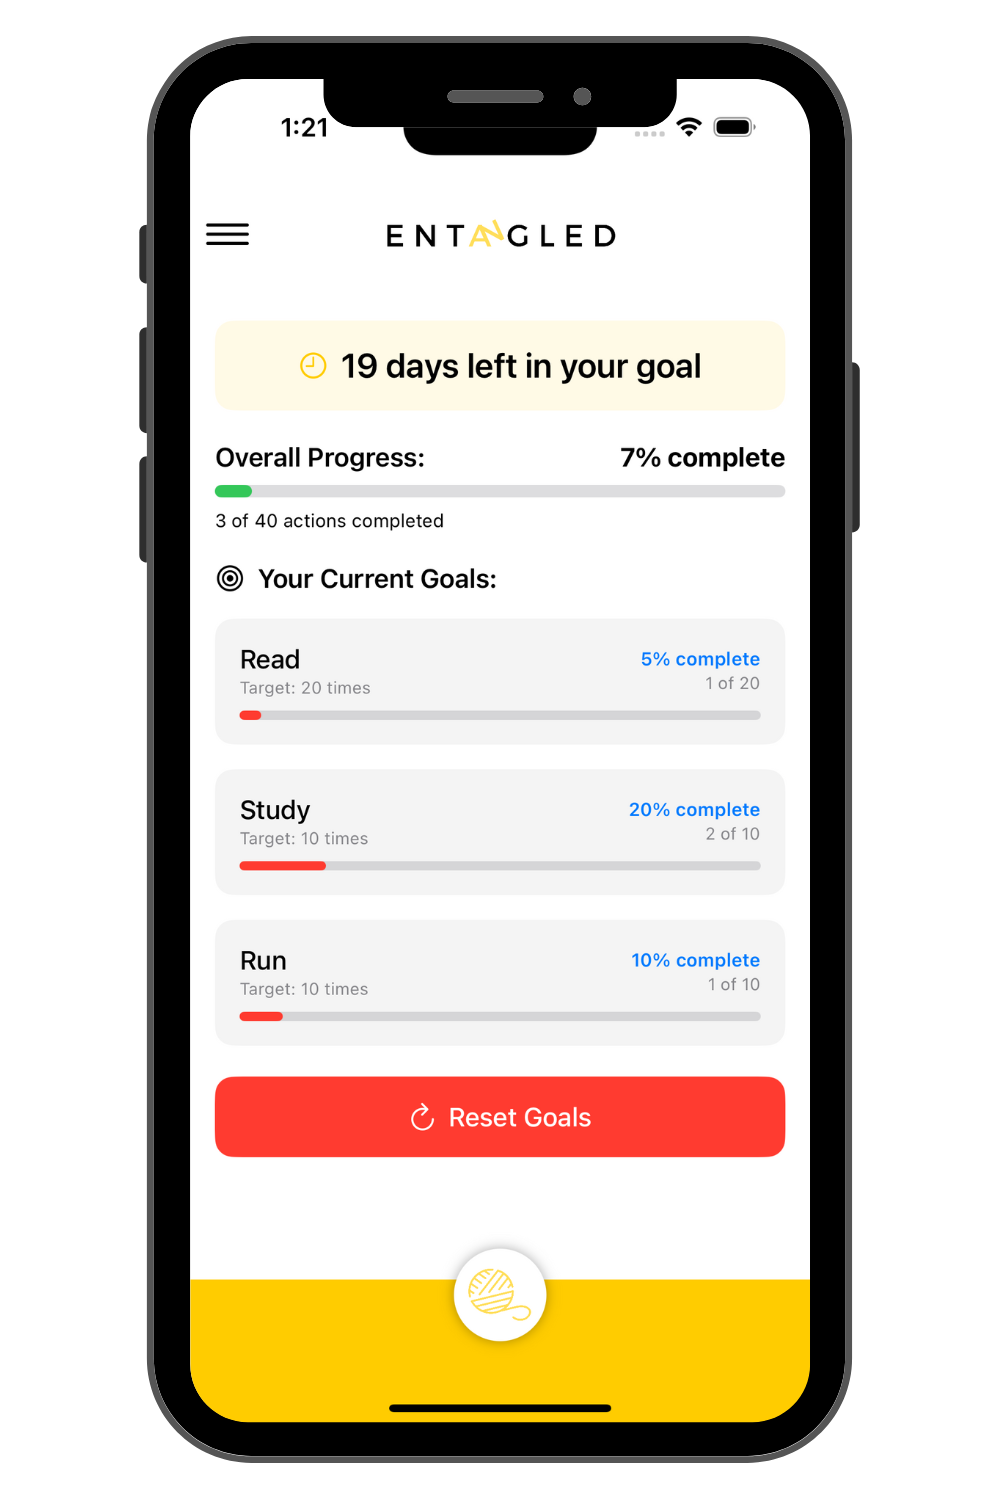 1:21
ENTANGLED
19 days left in your goal
Overall Progress: 7% complete
3 of 40 actions completed
Your Current Goals:
Read 5% complete
Target: 20 times 1 of 20
Study 20% complete
Target: 10 times 2 of 10
Run 10% complete
Target: 10 times 1 of 10
Reset Goals